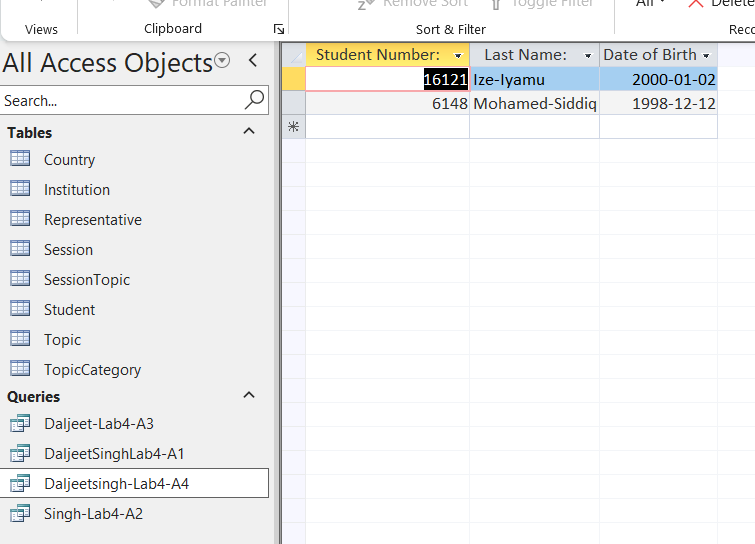 Format Painter
Remove Sort
Toggle Filter
All
Delete
Views
Clipboard
Sort & Filter
Reco
All Access Objects
Search...
Tables
Country
Institution
Representative
Session
SessionTopic
Student
Topic
TopicCategory
Queries
Daljeet-Lab4-A3
DaljeetSinghLab4-A1
Daljeetsingh-Lab4-A4
Singh-Lab4-A2
Student Number: Last Name: Date of Birth
16121 Ize-Iyamu 2000-01-02
6148 Mohamed-Siddiq 1998-12-12